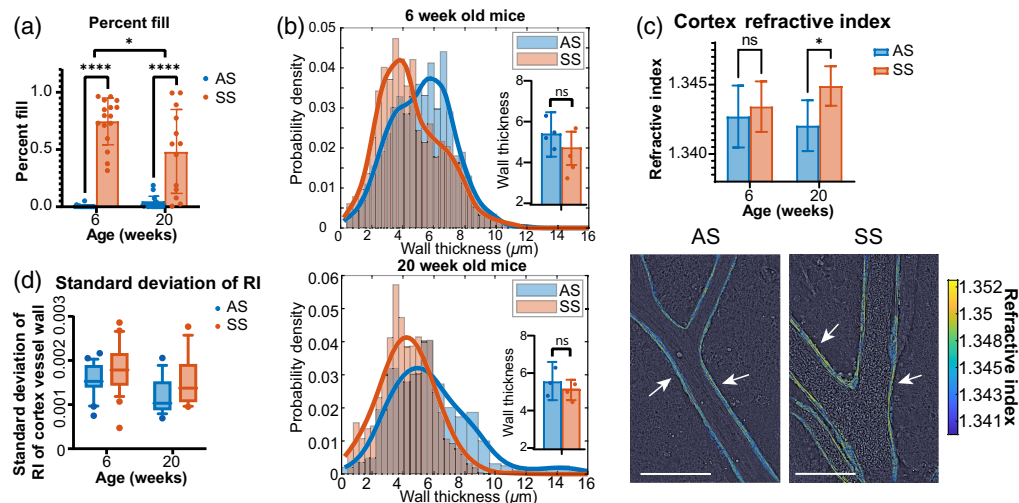 (a)
Percent fill
*
****
****
AS
SS
Percent fill
1.0
0.5
0.0
6
20
Age (weeks)
(b)
6 week old mice
AS
SS
Probability density
0.05
0.04
0.03
0.02
0.01
0
0
2
4
6
8
10
12
14
16
Wall thickness (µm)
Wall thickness
8
6
4
2
0
ns
20 week old mice
AS
SS
Probability density
0.06
0.05
0.04
0.03
0.02
0.01
0
0
2
4
6
8
10
12
14
16
Wall thickness (µm)
Wall thickness
8
6
4
2
0
ns
(c)
Cortex refractive index
ns
*
AS
SS
Refractive index
1.345
1.340
6
20
Age (weeks)
AS
SS
1.352
1.350
1.348
1.346
1.344
1.341
Refractive index
(d)
Standard deviation of RI
AS
SS
Standard deviation of
RI of cortex vessel wall
0.003
0.002
0.001
0
6
20
Age (weeks)